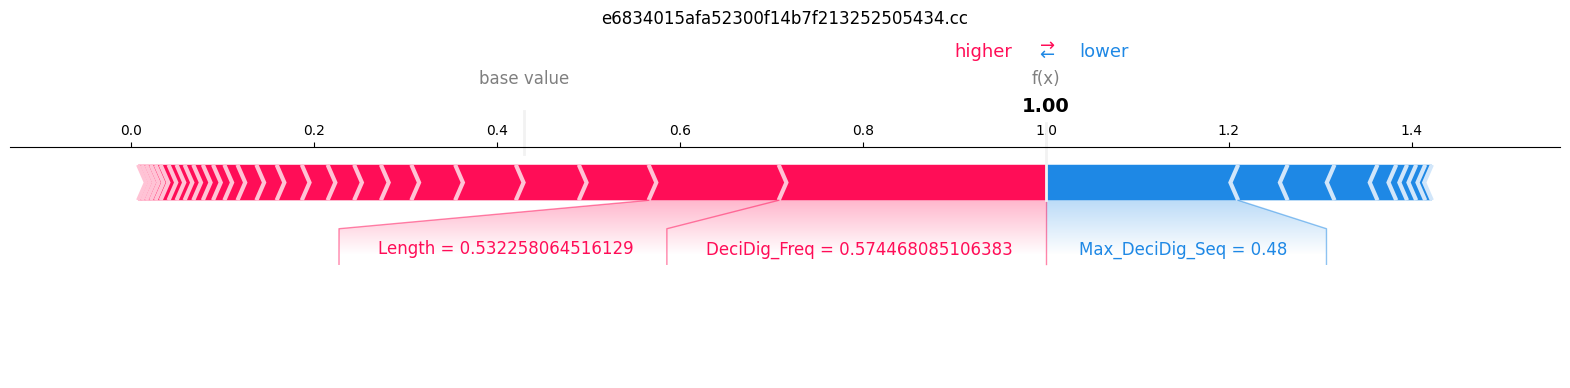 e6834015afa52300f14b7f213252505434.cc
higher ⇄ lower
base value f(x)
1.00
0.0 0.2 0.4 0.6 0.8 1.0 1.2 1.4
Length = 0.532258064516129 DeciDig_Freq = 0.574468085106383 Max_DeciDig_Seq = 0.48